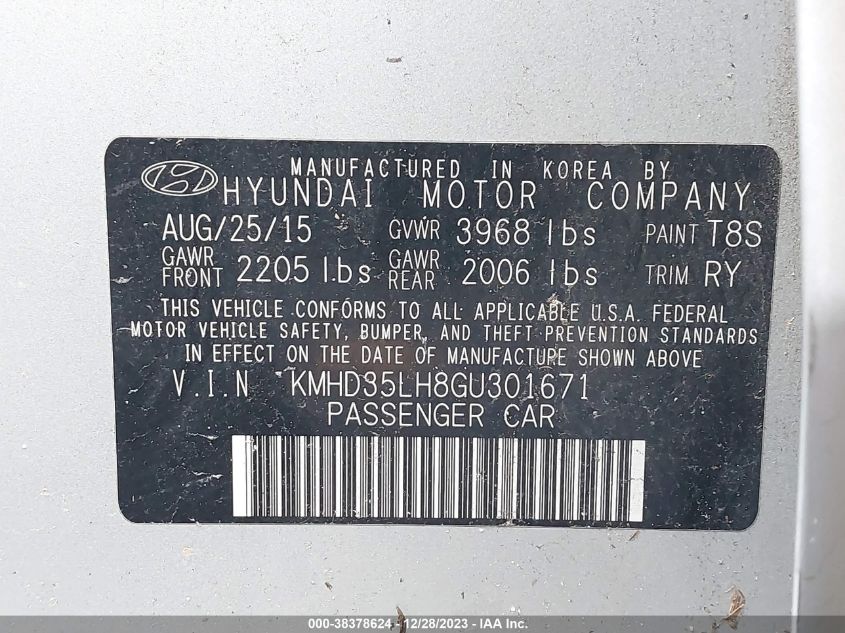 MANUFACTURED IN KOREA BY
HYUNDAI MOTOR COMPANY
AUG/25/15 GVWR 3968 lbs PAINT T8S
GAWR FRONT 2205 lbs GAWR REAR 2006 lbs TRIM RY
THIS VEHICLE CONFORMS TO ALL APPLICABLE U.S.A. FEDERAL
MOTOR VEHICLE SAFETY, BUMPER, AND THEFT PREVENTION STANDARDS
IN EFFECT ON THE DATE OF MANUFACTURE SHOWN ABOVE
V.I.N KMHD35LH8GU301671
PASSENGER CAR
000-38378624 - 12/28/2023 - IAA Inc.